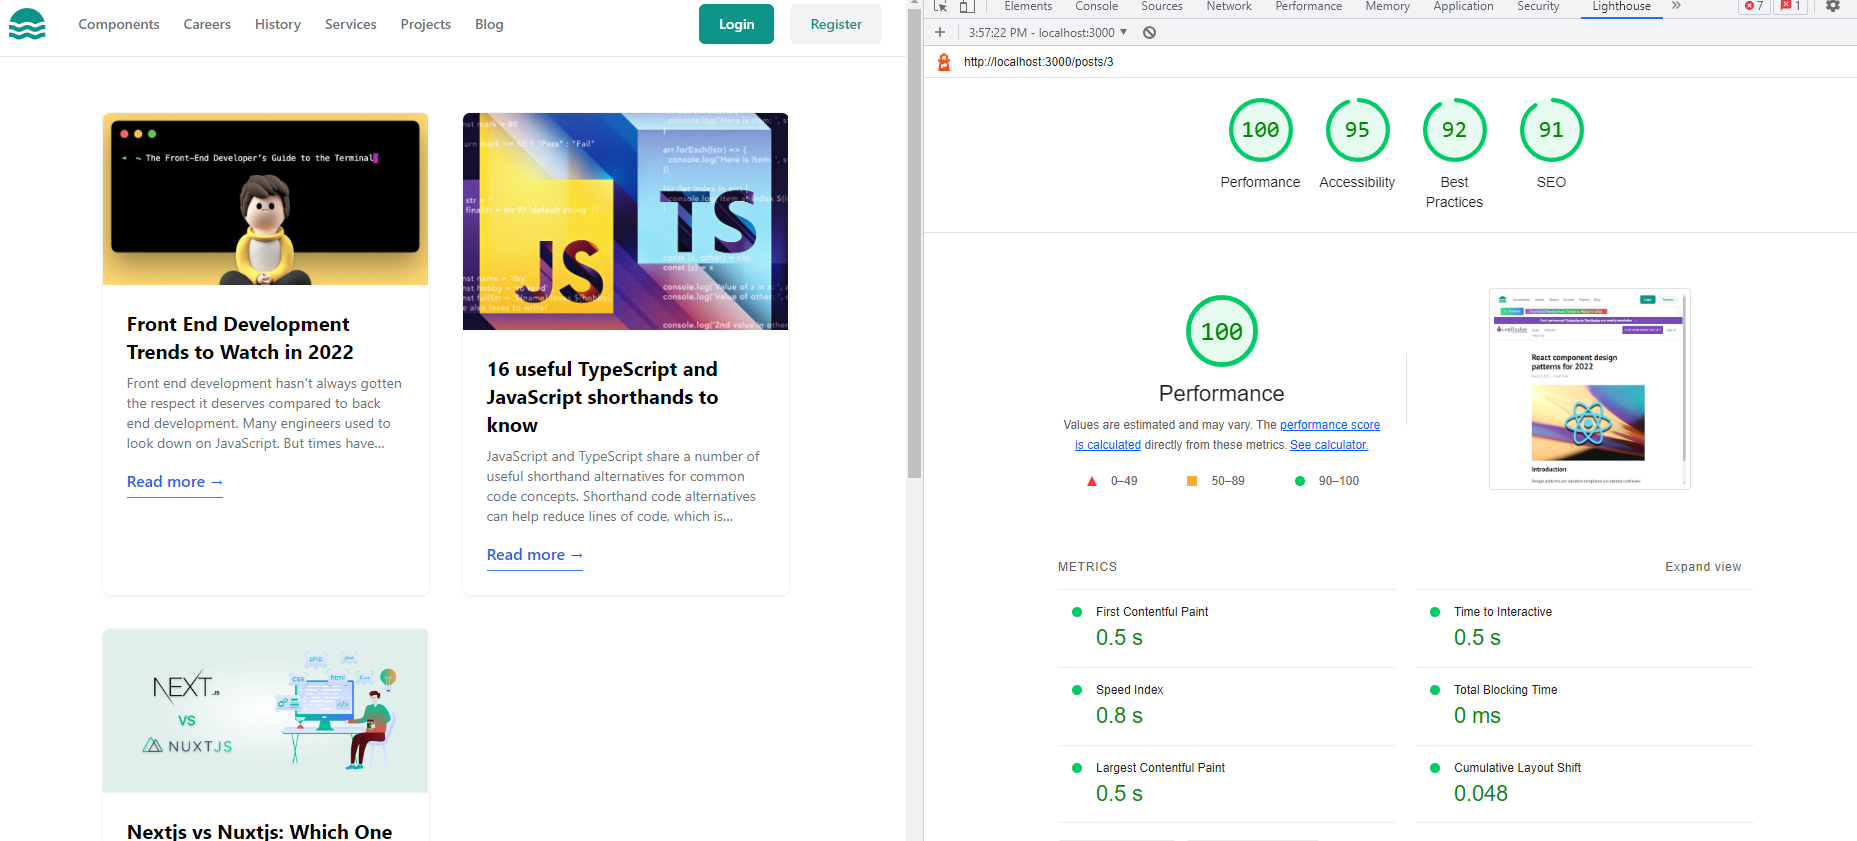 Components Careers History Services Projects Blog Login Register
The Front-End Developer's Guide to the Terminal
JS
TS
Front End Development
Trends to Watch in 2022
Front end development hasn't always gotten
the respect it deserves compared to back
end development. Many engineers used to
look down on JavaScript. But times have...
Read more →
16 useful TypeScript and
JavaScript shorthands to
know
JavaScript and TypeScript share a number of
useful shorthand alternatives for common
code concepts. Shorthand code alternatives
can help reduce lines of code, which is...
Read more →
NEXT.JS
VS
NUXTJS
php
css
html
Nextjs vs Nuxtjs: Which One
Elements Console Sources Network Performance Memory Application Security Lighthouse » 7 1
+ 3:57:22 PM - localhost:3000 ▼
http://localhost:3000/posts/3
100 95 92 91
Performance Accessibility Best SEO
Practices
100
Performance
Values are estimated and may vary. The performance score
is calculated directly from these metrics. See calculator.
0–49 50–89 90–100
React component design
patterns for 2022
Introduction
METRICS Expand view
First Contentful Paint
0.5 s
Time to Interactive
0.5 s
Speed Index
0.8 s
Total Blocking Time
0 ms
Largest Contentful Paint
0.5 s
Cumulative Layout Shift
0.048